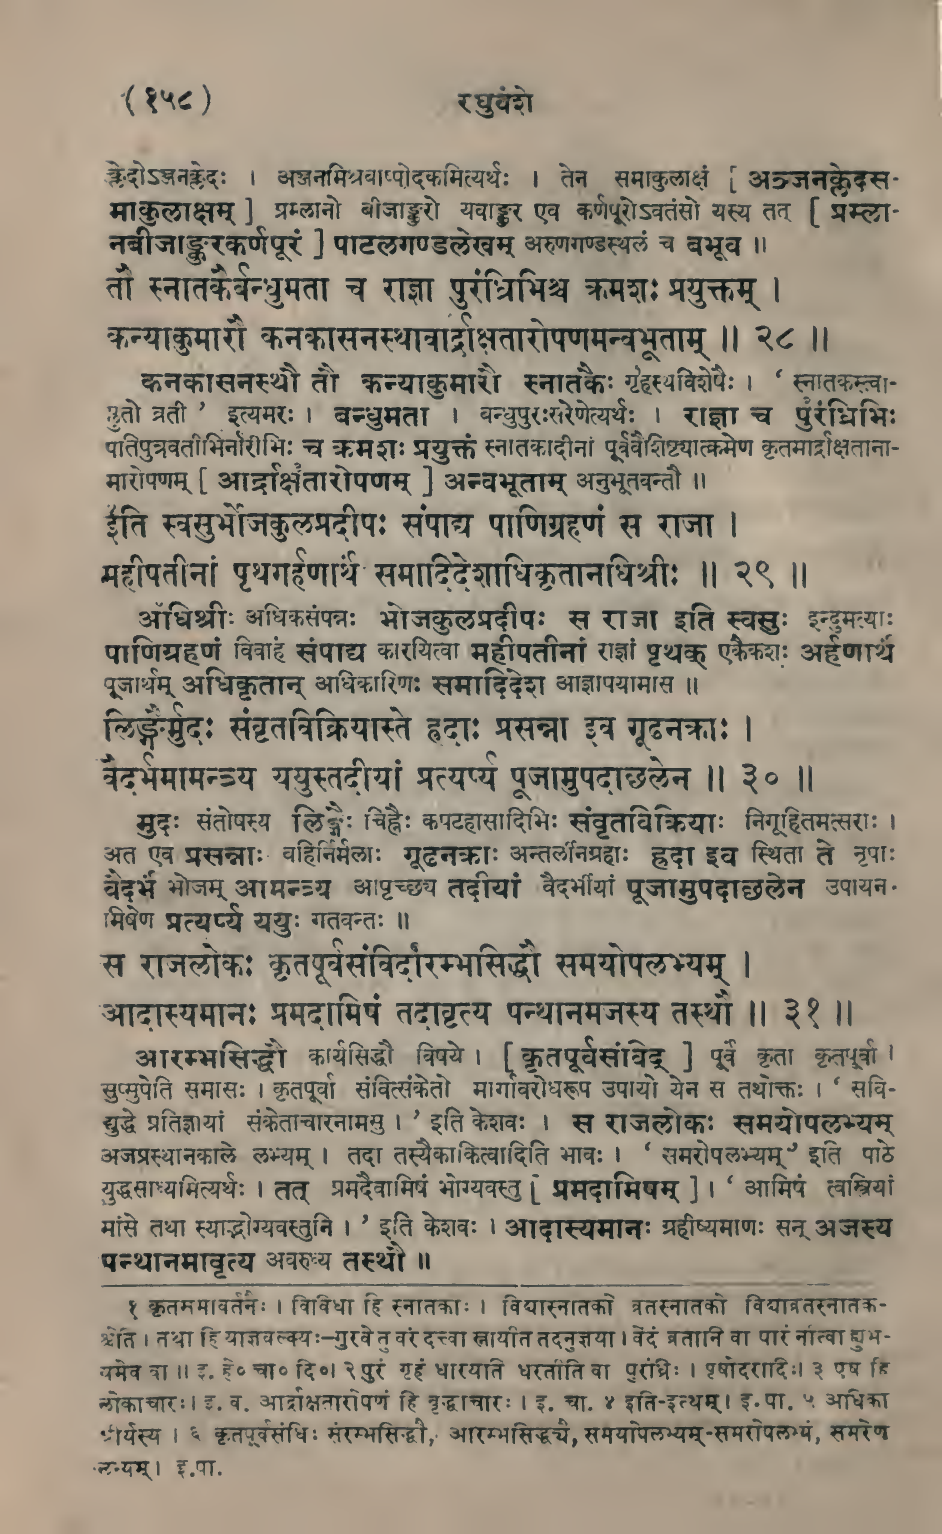 (१५८) रघुवंशे
क्लेदोऽञ्जनक्लेदः । अञ्जनमिश्रबाष्पोदकमित्यर्थः । तेन समाकुलाक्षं [ अञ्जनक्लेदस-
माकुलाक्षम् ] प्रम्लानो बीजाङ्कुरो यवाङ्कुर एव कर्णपूरोऽवतंसो यस्य तत् [ प्रम्ला-
नबीजाङ्कुरकर्णपूरं ] पाटलगण्डलेखम् अरुणगण्डस्थलं च बभूव ॥
तौ स्नातकैर्बन्धुमता च राज्ञा पुरंध्रिभिश्च क्रमशः प्रयुक्तम् ।
कन्याकुमारौ कनकासनस्थावार्द्राक्षतारोपणमन्वभूताम् ॥ २८ ॥
कनकासनस्थौ तौ कन्याकुमारौ स्नातकैः गृहस्थविशेषैः । ‘ स्नातकस्त्वा-
प्लुतो व्रती ’ इत्यमरः । बन्धुमता । बन्धुपुरःसरेणेत्यर्थः । राज्ञा च पुरंध्रिभिः
पतिपुत्रवतीभिर्नारीभिः च क्रमशः प्रयुक्तं स्नातकादीनां पूर्वपूर्ववैशिष्ट्यात्क्रमेण कृतमार्द्राक्षताना-
मारोपणम् [ आर्द्राक्षतारोपणम् ] अन्वभूताम् अनुभूतवन्तौ ॥
इति स्वसुर्भोजकुलप्रदीपः संपाद्य पाणिग्रहणं स राजा ।
महीपतीनां पृथगर्हणार्थं समादिदेशाधिकृतानधिश्रीः ॥ २९ ॥
अधिश्रीः अधिकसंपन्नः भोजकुलप्रदीपः स राजा इति स्वसुः इन्दुमत्याः
पाणिग्रहणं विवाहं संपाद्य कारयित्वा महीपतीनां राज्ञां पृथक् एकैकशः अर्हणार्थं
पूजार्थम् अधिकृतान् अधिकारिणः समादिदेश आज्ञापयामास ॥
लिङ्गैर्मुदः संवृतविक्रियास्ते ह्रदाः प्रसन्ना इव गूढनक्राः ।
वैदर्भमामन्त्र्य ययुस्तदीयां प्रत्यर्प्य पूजामुपदाछलेन ॥ ३० ॥
मुदः संतोषस्य लिङ्गैः चिह्नैः कपटहासादिभिः संवृतविक्रियाः निगूहितमत्सराः ।
अत एव प्रसन्नाः बहिर्निर्मलाः गूढनक्राः अन्तर्लीनग्रहाः ह्रदा इव स्थिता ते नृपाः
वैदर्भं भोजम् आमन्त्र्य आपृच्छ्य तदीयां वैदर्भीयां पूजामुपदाछलेन उपायन-
मिषेण प्रत्यर्प्य ययुः गतवन्तः ॥
स राजलोकः कृतपूर्वसंविदारम्भसिद्धौ समयोपलभ्यम् ।
आदास्यमानः प्रमदामिषं तदावृत्य पन्थानमजस्य तस्थौ ॥ ३१ ॥
आरम्भसिद्धौ कार्यसिद्धौ विषये । [ कृतपूर्वसंविद् ] पूर्वं कृता कृतपूर्वा ।
सुप्सुपेति समासः । कृतपूर्वा संवित्संकेतो मार्गावरोधरूप उपायो येन स तथोक्तः । ‘ संवि-
द्युद्धे प्रतिज्ञायां संकेताचारनामसु । ’ इति केशवः । स राजलोकः समयोपलभ्यम्
अजप्रस्थानकाले लभ्यम् । तदा तस्यैकाकित्वादिति भावः । ‘ समरोपलभ्यम् ’ इति पाठे
युद्धसाध्यमित्यर्थः । तत् प्रमदैवामिषं भोग्यवस्तु [ प्रमदामिषम् ] । ‘ आमिषं त्वस्त्रियां
मांसे तथा स्याद्भोग्यवस्तुनि । ’ इति केशवः । आदास्यमानः ग्रहीष्यमाणः सन् अजस्य
पन्थानमावृत्य अवरुध्य तस्थौ ॥
१ कृतसमावर्तनैः । त्रिविधा हि स्नातकाः । विद्यास्नातको व्रतस्नातको विद्याव्रतस्नातक-
श्चेति । तथा हि याज्ञवल्क्यः–गुरवे तु वरं दत्त्वा स्नायीत तदनुज्ञया । वेदं व्रतानि वा पारं नीत्वा ह्युभ-
यमेव वा ॥ इ. हे० चा० दि० । २ पुरं गृहं धारयति धरतीति वा पुरंध्रिः । पृषोदरादिः । ३ एष हि
लोकाचारः । इ. व. आर्द्राक्षतारोपणं हि वृद्धाचारः । इ. चा. ४ इति-इत्थम् । इ. पा. ५ अधिका
श्रीर्यस्य । ६ कृतपूर्वसंधिः संरम्भसिद्धौ, आरम्भसिद्धयै, समयोपलभ्यम्-समरोपलभ्यं, समरेण
लभ्यम् । इ.पा.